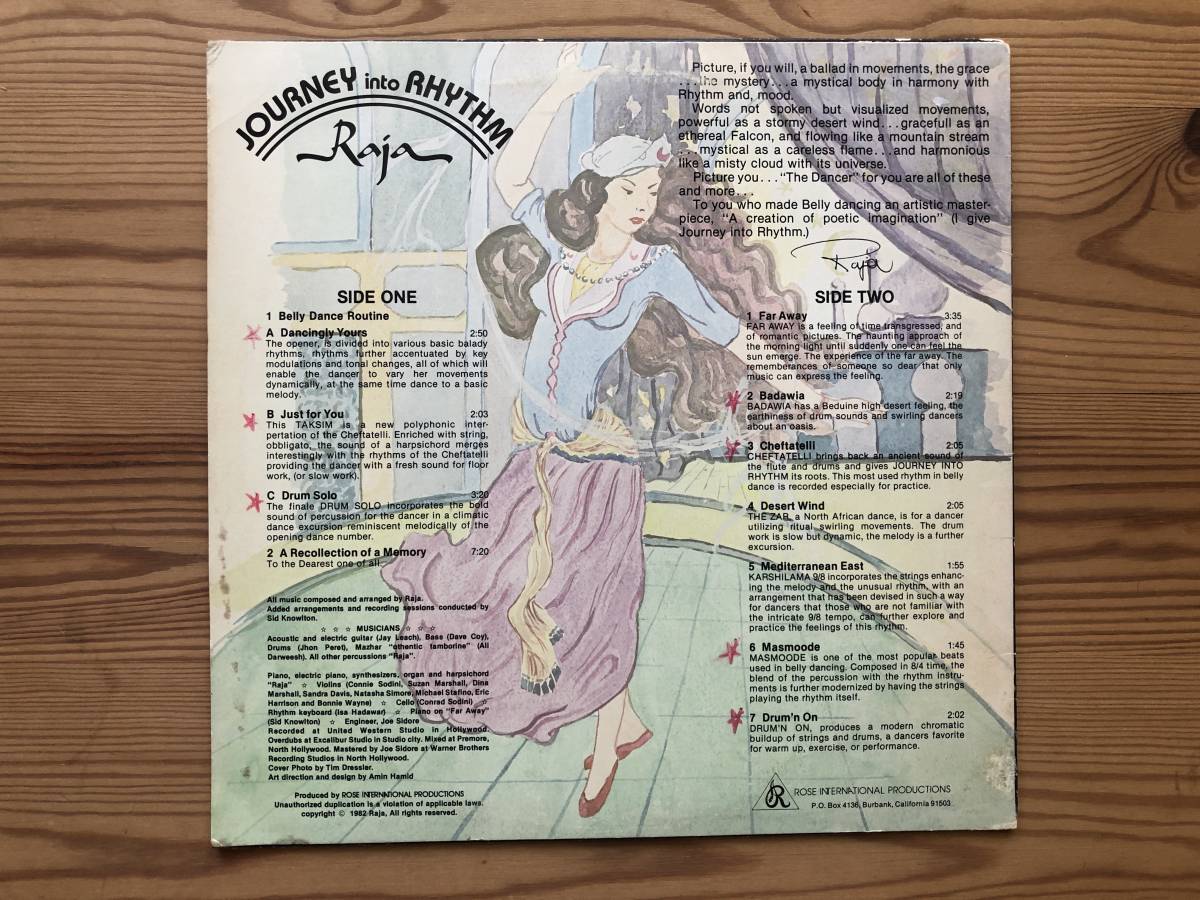 JOURNEY into RHYTHM
Raja
Picture, if you will, a ballad in movements, the grace
...the mystery...a mystical body in harmony with
Rhythm and, mood.
Words not spoken but visualized movements,
powerful as a stormy desert wind...gracefull as an
ethereal Falcon, and flowing like a mountain stream
...mystical as a careless flame...and harmonious
like a misty cloud with its universe.
Picture you..."The Dancer" for you are all of these
and more...
To you who made Belly dancing an artistic master-
piece, "A creation of poetic imagination" (I give
Journey into Rhythm.)
Raja
SIDE ONE
1 Belly Dance Routine
A Dancingly Yours 2:50
The opener, is divided into various basic balady
rhythms, rhythms further accentuated by key
modulations and tonal changes, all of which will
enable the dancer to vary her movements
dynamically, at the same time dance to a basic
melody.
B Just for You 2:03
This TAKSIM is a new polyphonic inter-
pertation of the Cheftatelli. Enriched with string,
obbligato, the sound of a harpsichord merges
interestingly with the rhythms of the Cheftatelli
providing the dancer with a fresh sound for floor
work, (or slow work).
C Drum Solo 3:20
The finale DRUM SOLO incorporates the bold
sound of percussion for the dancer in a climatic
dance excursion reminiscent melodically of the
opening dance number.
2 A Recollection of a Memory 7:20
To the Dearest one of all.
All music composed and arranged by Raja.
Added arrangements and recording sessions conducted by
Sid Knowlton.
☆ ☆ ☆ MUSICIANS ☆ ☆ ☆
Acoustic and electric guitar (Jay Leach), Bass (Dave Coy),
Drums (Jhon Peret), Mazhar "othentic tamborine" (Ali
Darweesh). All other percussions "Raja".
Piano, electric piano, synthesizers, organ and harpsichord
"Raja" ☆ Violins (Connie Sodini, Suzan Marshall, Dina
Marshall, Sandra Davis, Natasha Simore, Michael Stafino, Eric
Harrison and Bonnie Wayne) ☆ Cello (Conrad Sodini) ☆
Rhythm keyboard (Isa Hadawar) ☆ Piano on "Far Away"
(Sid Knowlton) ☆ Engineer, Joe Sidore
Recorded at United Western Studio in Hollywood.
Overdubs at Excalibur Studio in Studio city. Mixed at Premore,
North Hollywood. Mastered by Joe Sidore at Warner Brothers
Recording Studios in North Hollywood.
Cover Photo by Tim Dressler.
Art direction and design by Amin Hamid
Produced by ROSE INTERNATIONAL PRODUCTIONS
Unauthorized duplication is a violation of applicable laws.
copyright © 1982 Raja, All rights reserved.
SIDE TWO
1 Far Away 3:35
FAR AWAY is a feeling of time transgressed, and
of romantic pictures. The haunting approach of
the morning light until suddenly one can feel the
sun emerge. The experience of the far away. The
rememberances of someone so dear that only
music can express the feeling.
2 Badawia 2:19
BADAWIA has a Beduine high desert feeling, the
earthiness of drum sounds and swirling dancers
about an oasis.
3 Cheftatelli 2:05
CHEFTATELLI brings back an ancient sound of
the flute and drums and gives JOURNEY INTO
RHYTHM its roots. This most used rhythm in belly
dance is recorded especially for practice.
4 Desert Wind 2:05
THE ZAR, a North African dance, is for a dancer
utilizing ritual swirling movements. The drum
work is slow but dynamic, the melody is a further
excursion.
5 Mediterranean East 1:55
KARSHILAMA 9/8 incorporates the strings enhanc-
ing the melody and the unusual rhythm, with an
arrangement that has been devised in such a way
for dancers that those who are not familiar with
the intricate 9/8 tempo, can further explore and
practice the feelings of this rhythm.
6 Masmoode 1:45
MASMOODE is one of the most popular beats
used in belly dancing. Composed in 8/4 time, the
blend of the percussion with the rhythm instru-
ments is further modernized by having the strings
playing the rhythm itself.
7 Drum'n On 2:02
DRUM'N ON, produces a modern chromatic
buildup of strings and drums, a dancers favorite
for warm up, exercise, or performance.
R ROSE INTERNATIONAL PRODUCTIONS
P.O. Box 4136, Burbank, California 91503